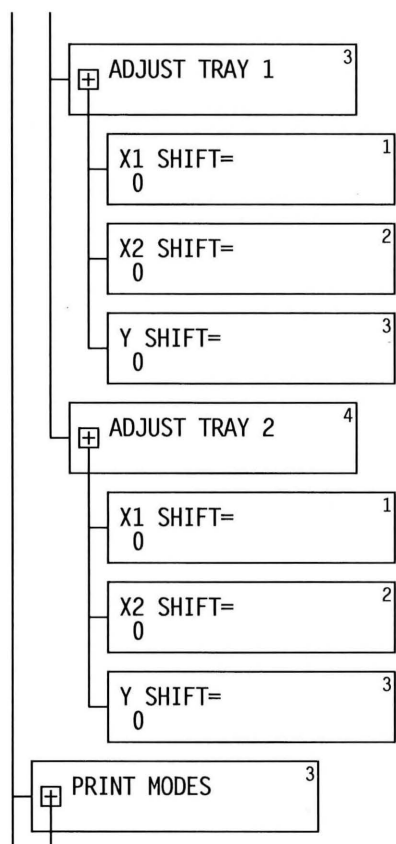 ADJUST TRAY 1 3
X1 SHIFT= 1
0
X2 SHIFT= 2
0
Y SHIFT= 3
0
ADJUST TRAY 2 4
X1 SHIFT= 1
0
X2 SHIFT= 2
0
Y SHIFT= 3
0
PRINT MODES 3